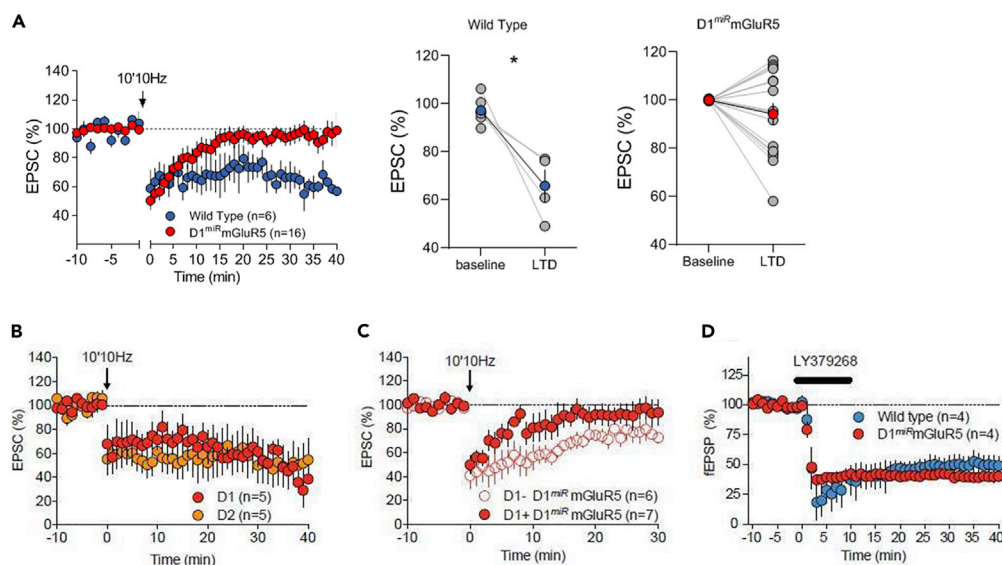 A
10'10Hz
EPSC (%)
140
120
100
80
60
40
Wild Type (n=6)
D1miRmGluR5 (n=16)
-10 -5 0 5 10 15 20 25 30 35 40
Time (min)
Wild Type
*
EPSC (%)
120
100
80
60
40
baseline LTD
D1miRmGluR5
EPSC (%)
120
100
80
60
40
Baseline LTD
B
10'10Hz
EPSC (%)
140
120
100
80
60
40
20
0
D1 (n=5)
D2 (n=5)
-10 0 10 20 30 40
Time (min)
C
10'10Hz
EPSC (%)
140
120
100
80
60
40
20
0
D1- D1miR mGluR5 (n=6)
D1+ D1miR mGluR5 (n=7)
-10 0 10 20 30
Time (min)
D
LY379268
fEPSP (%)
125
100
75
50
25
0
Wild type (n=4)
D1miRmGluR5 (n=4)
-10 -5 0 5 10 15 20 25 30 35 40
Time (min)